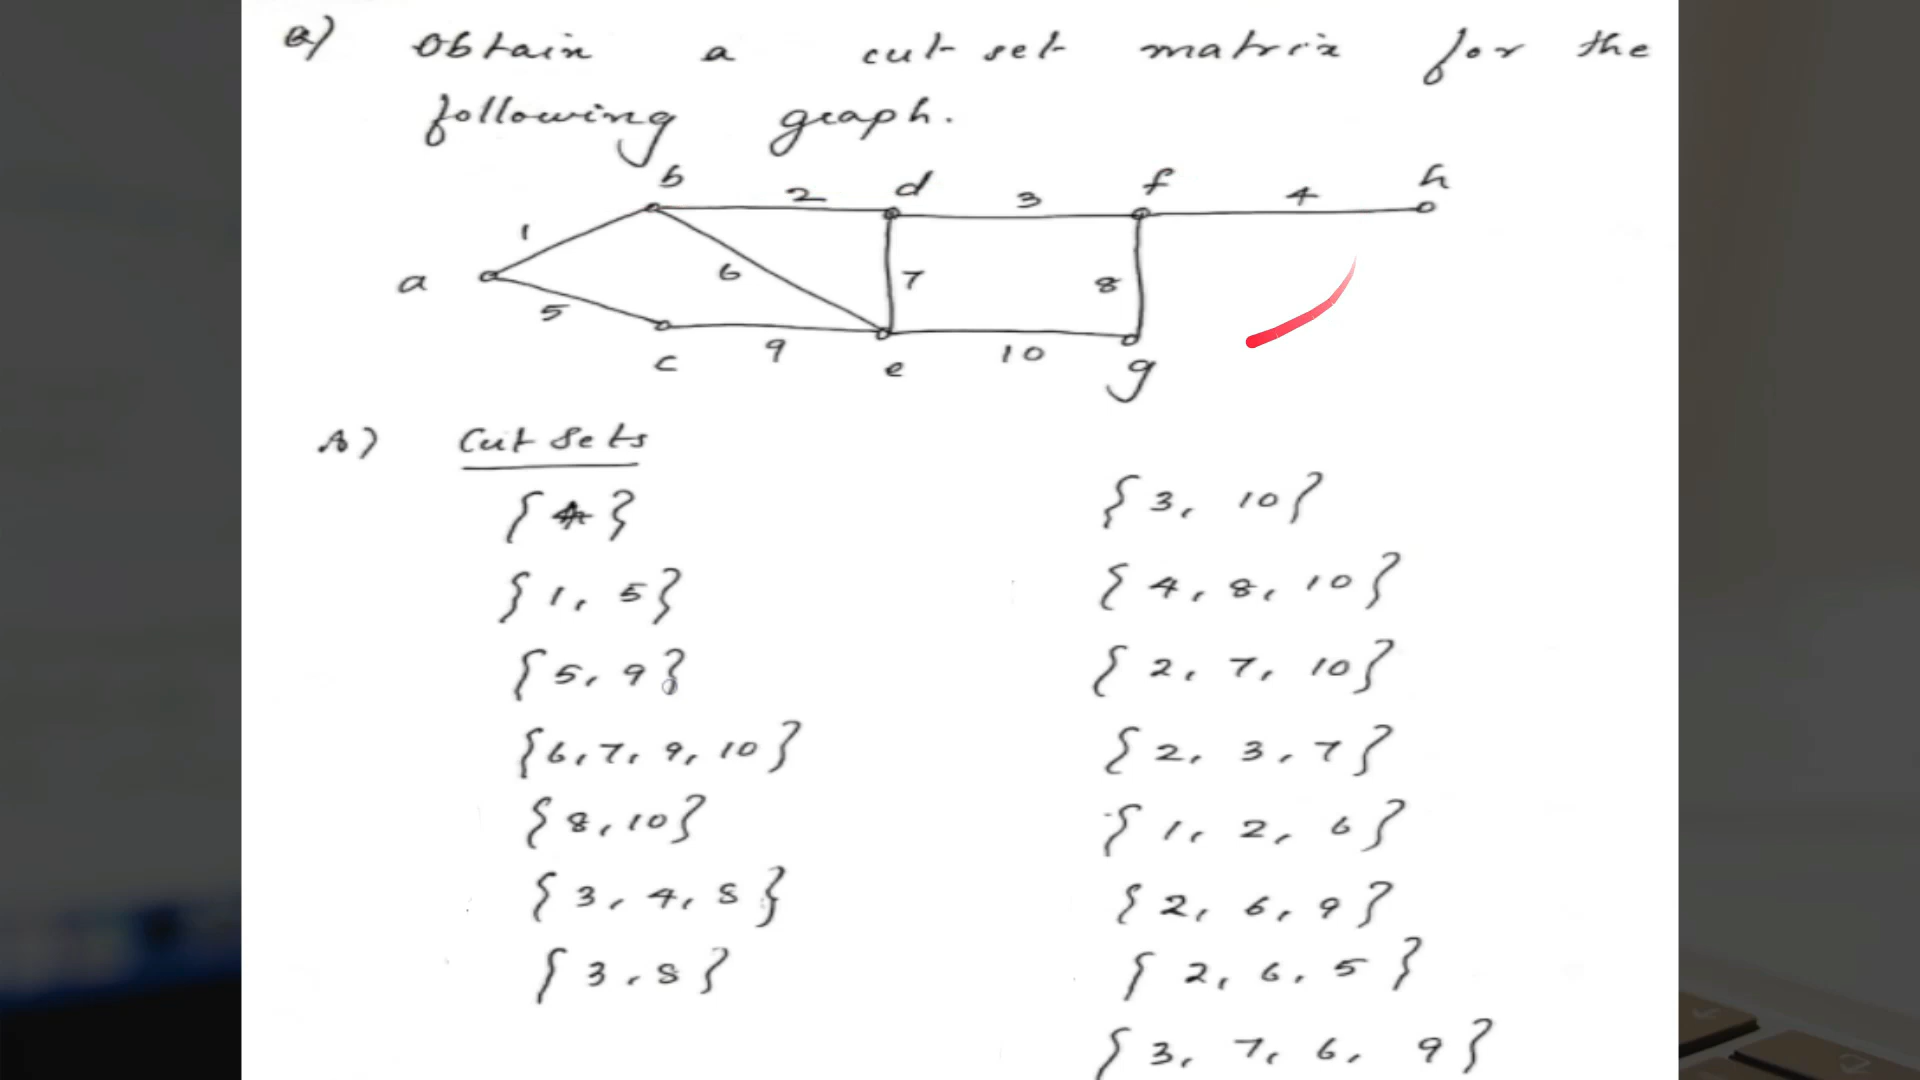 Q) Obtain a cut-set matrix for the
following graph.
b 2 d 3 f 4 h
1
a 6 7 8
5
c 9 e 10 g
A) Cut Sets
{ 4 }
{ 1, 5 }
{ 5, 9 }
{ 6, 7, 9, 10 }
{ 8, 10 }
{ 3, 4, 8 }
{ 3, 8 }
{ 3, 10 }
{ 4, 8, 10 }
{ 2, 7, 10 }
{ 2, 3, 7 }
{ 1, 2, 6 }
{ 2, 6, 9 }
{ 2, 6, 5 }
{ 3, 7, 6, 9 }